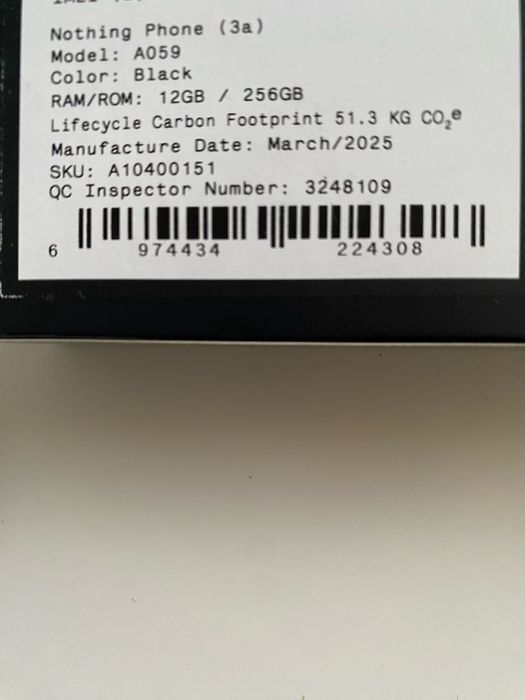 Nothing Phone (3a)
Model: A059
Color: Black
RAM/ROM: 12GB / 256GB
Lifecycle Carbon Footprint 51.3 KG CO₂e
Manufacture Date: March/2025
SKU: A10400151
QC Inspector Number: 3248109
6 974434 224308